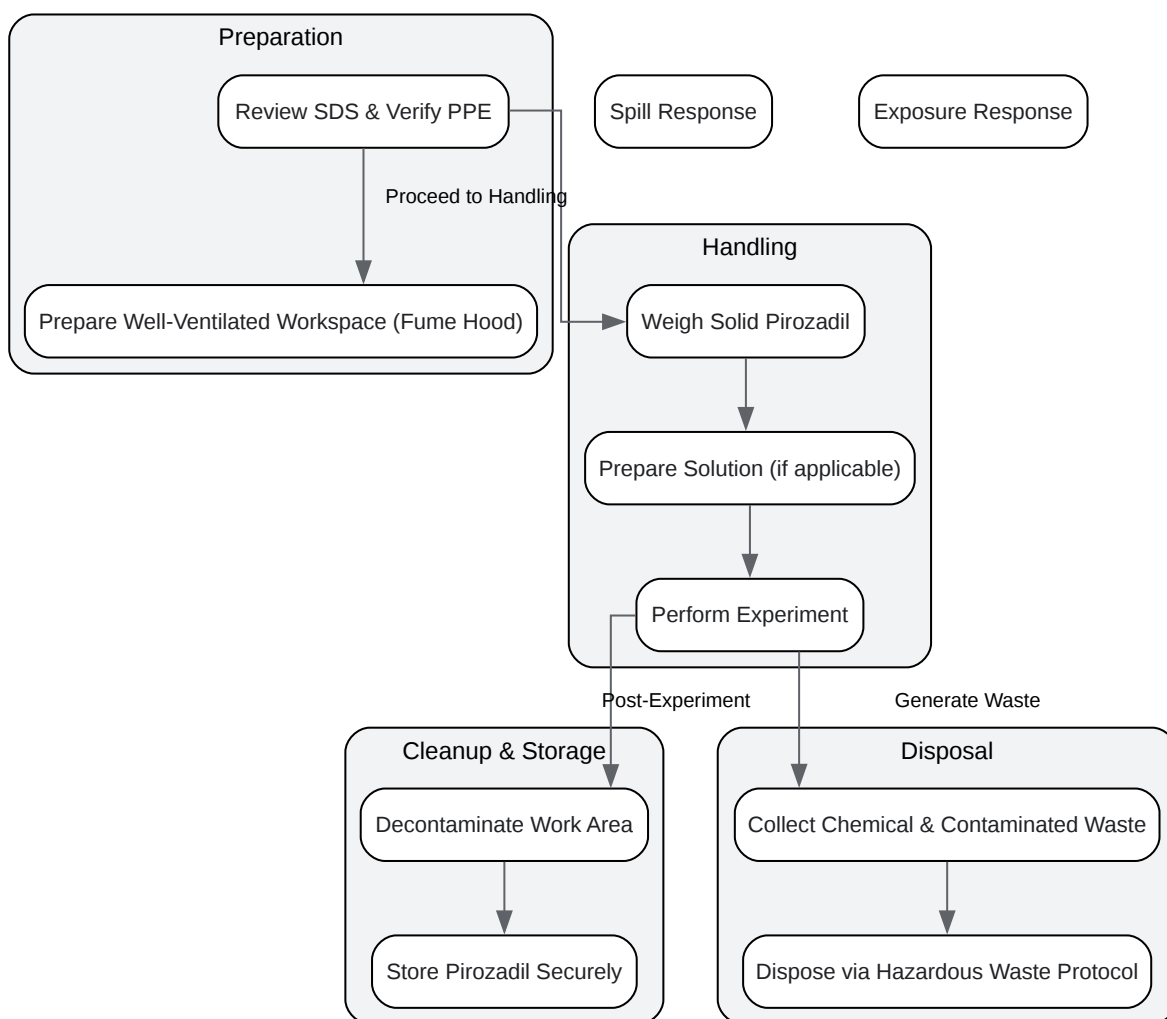 Preparation
Review SDS & Verify PPE
Spill Response
Exposure Response
Proceed to Handling
Prepare Well-Ventilated Workspace (Fume Hood)
Handling
Weigh Solid Pirozadil
Prepare Solution (if applicable)
Perform Experiment
Post-Experiment
Generate Waste
Cleanup & Storage
Decontaminate Work Area
Store Pirozadil Securely
Disposal
Collect Chemical & Contaminated Waste
Dispose via Hazardous Waste Protocol